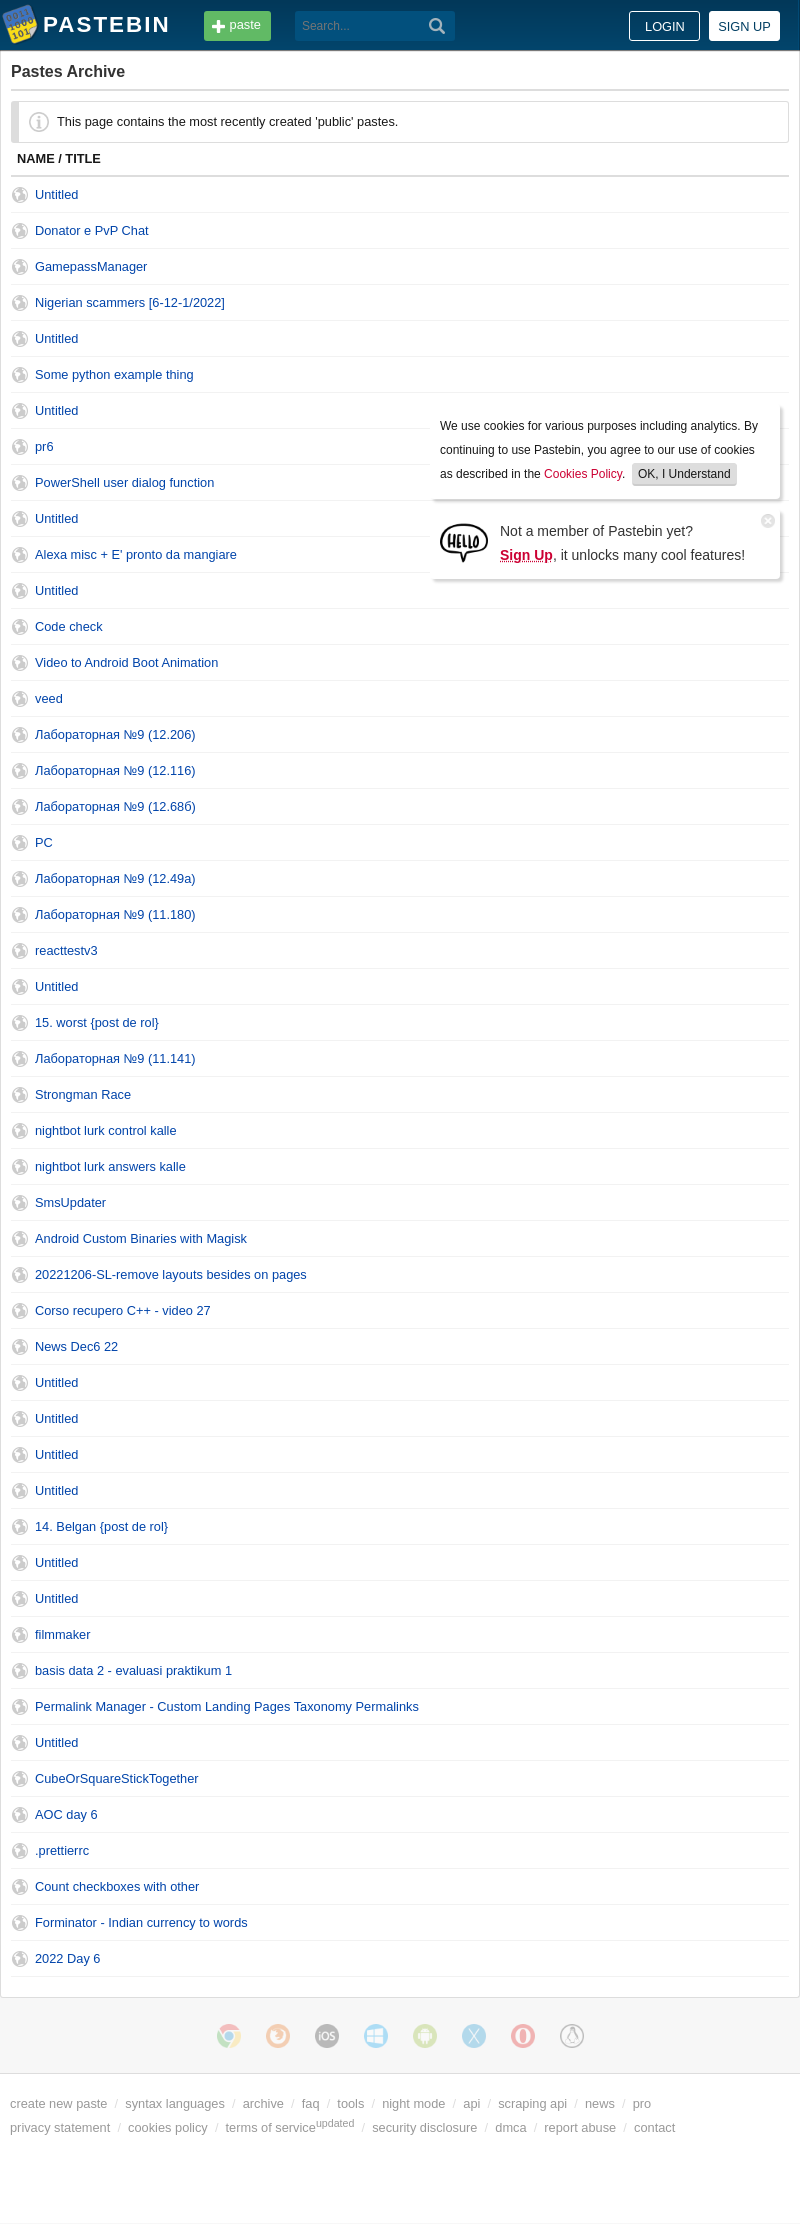 PASTEBIN
paste
Search...
LOGIN
SIGN UP
Pastes Archive
This page contains the most recently created 'public' pastes.
NAME / TITLE
Untitled
Donator e PvP Chat
GamepassManager
Nigerian scammers [6-12-1/2022]
Untitled
Some python example thing
Untitled
pr6
PowerShell user dialog function
Untitled
Alexa misc + E' pronto da mangiare
We use cookies for various purposes including analytics. By
continuing to use Pastebin, you agree to our use of cookies
as described in the Cookies Policy. OK, I Understand
HELLO
Not a member of Pastebin yet?
Sign Up, it unlocks many cool features!
Untitled
Code check
Video to Android Boot Animation
veed
Лабораторная №9 (12.206)
Лабораторная №9 (12.116)
Лабораторная №9 (12.68б)
PC
Лабораторная №9 (12.49а)
Лабораторная №9 (11.180)
reacttestv3
Untitled
15. worst {post de rol}
Лабораторная №9 (11.141)
Strongman Race
nightbot lurk control kalle
nightbot lurk answers kalle
SmsUpdater
Android Custom Binaries with Magisk
20221206-SL-remove layouts besides on pages
Corso recupero C++ - video 27
News Dec6 22
Untitled
Untitled
Untitled
Untitled
14. Belgan {post de rol}
Untitled
Untitled
filmmaker
basis data 2 - evaluasi praktikum 1
Permalink Manager - Custom Landing Pages Taxonomy Permalinks
Untitled
CubeOrSquareStickTogether
AOC day 6
.prettierrc
Count checkboxes with other
Forminator - Indian currency to words
2022 Day 6
iOS
create new paste / syntax languages / archive / faq / tools / night mode / api / scraping api / news / pro
privacy statement / cookies policy / terms of serviceupdated / security disclosure / dmca / report abuse / contact